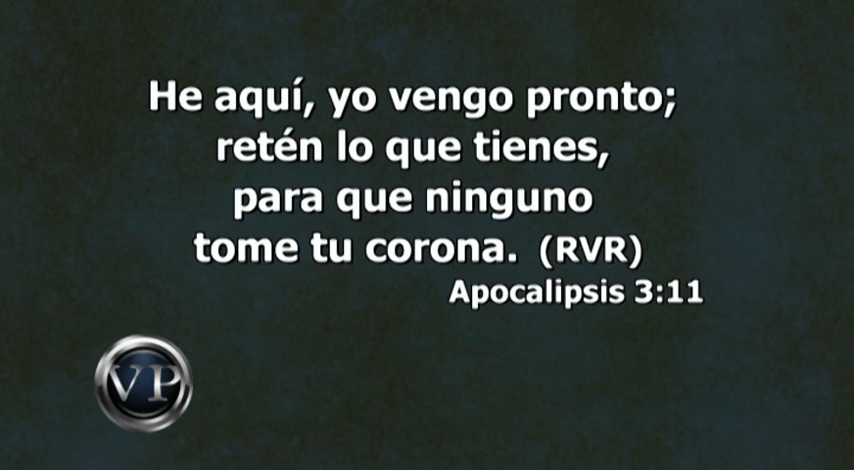 He aquí, yo vengo pronto;
retén lo que tienes,
para que ninguno
tome tu corona. (RVR)
Apocalipsis 3:11
VP